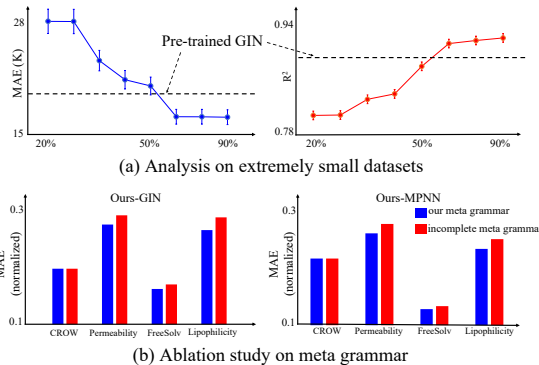 28
MAE (K)
15
20%
50%
90%
Pre-trained GIN
0.94
R²
0.78
20%
50%
90%
(a) Analysis on extremely small datasets
Ours-GIN
0.3
MAE
(normalized)
0.1
CROW
Permeability
FreeSolv
Lipophilicity
Ours-MPNN
0.3
MAE
(normalized)
0.1
our meta grammar
incomplete meta gramma
CROW
Permeability
FreeSolv
Lipophilicity
(b) Ablation study on meta grammar